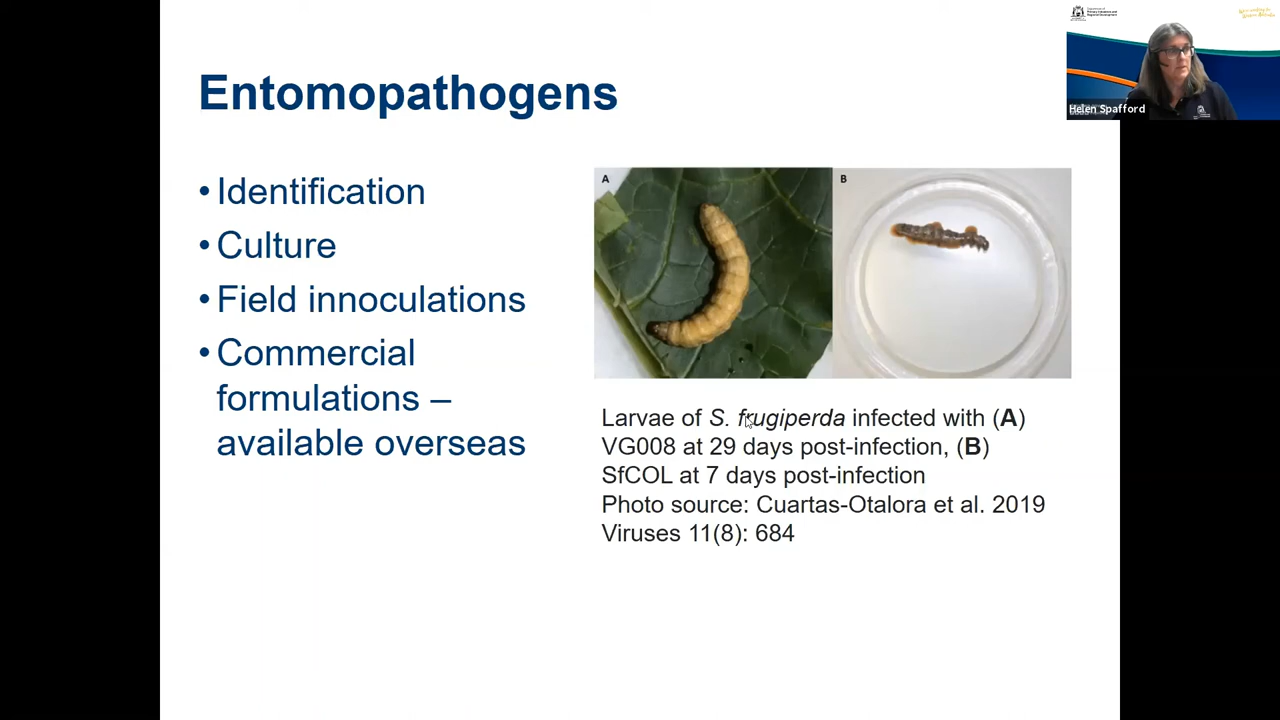 Entomopathogens
• Identification
• Culture
• Field innoculations
• Commercial
formulations –
available overseas
A
B
Larvae of S. frugiperda infected with (A)
VG008 at 29 days post-infection, (B)
SfCOL at 7 days post-infection
Photo source: Cuartas-Otalora et al. 2019
Viruses 11(8): 684
Helen Spafford